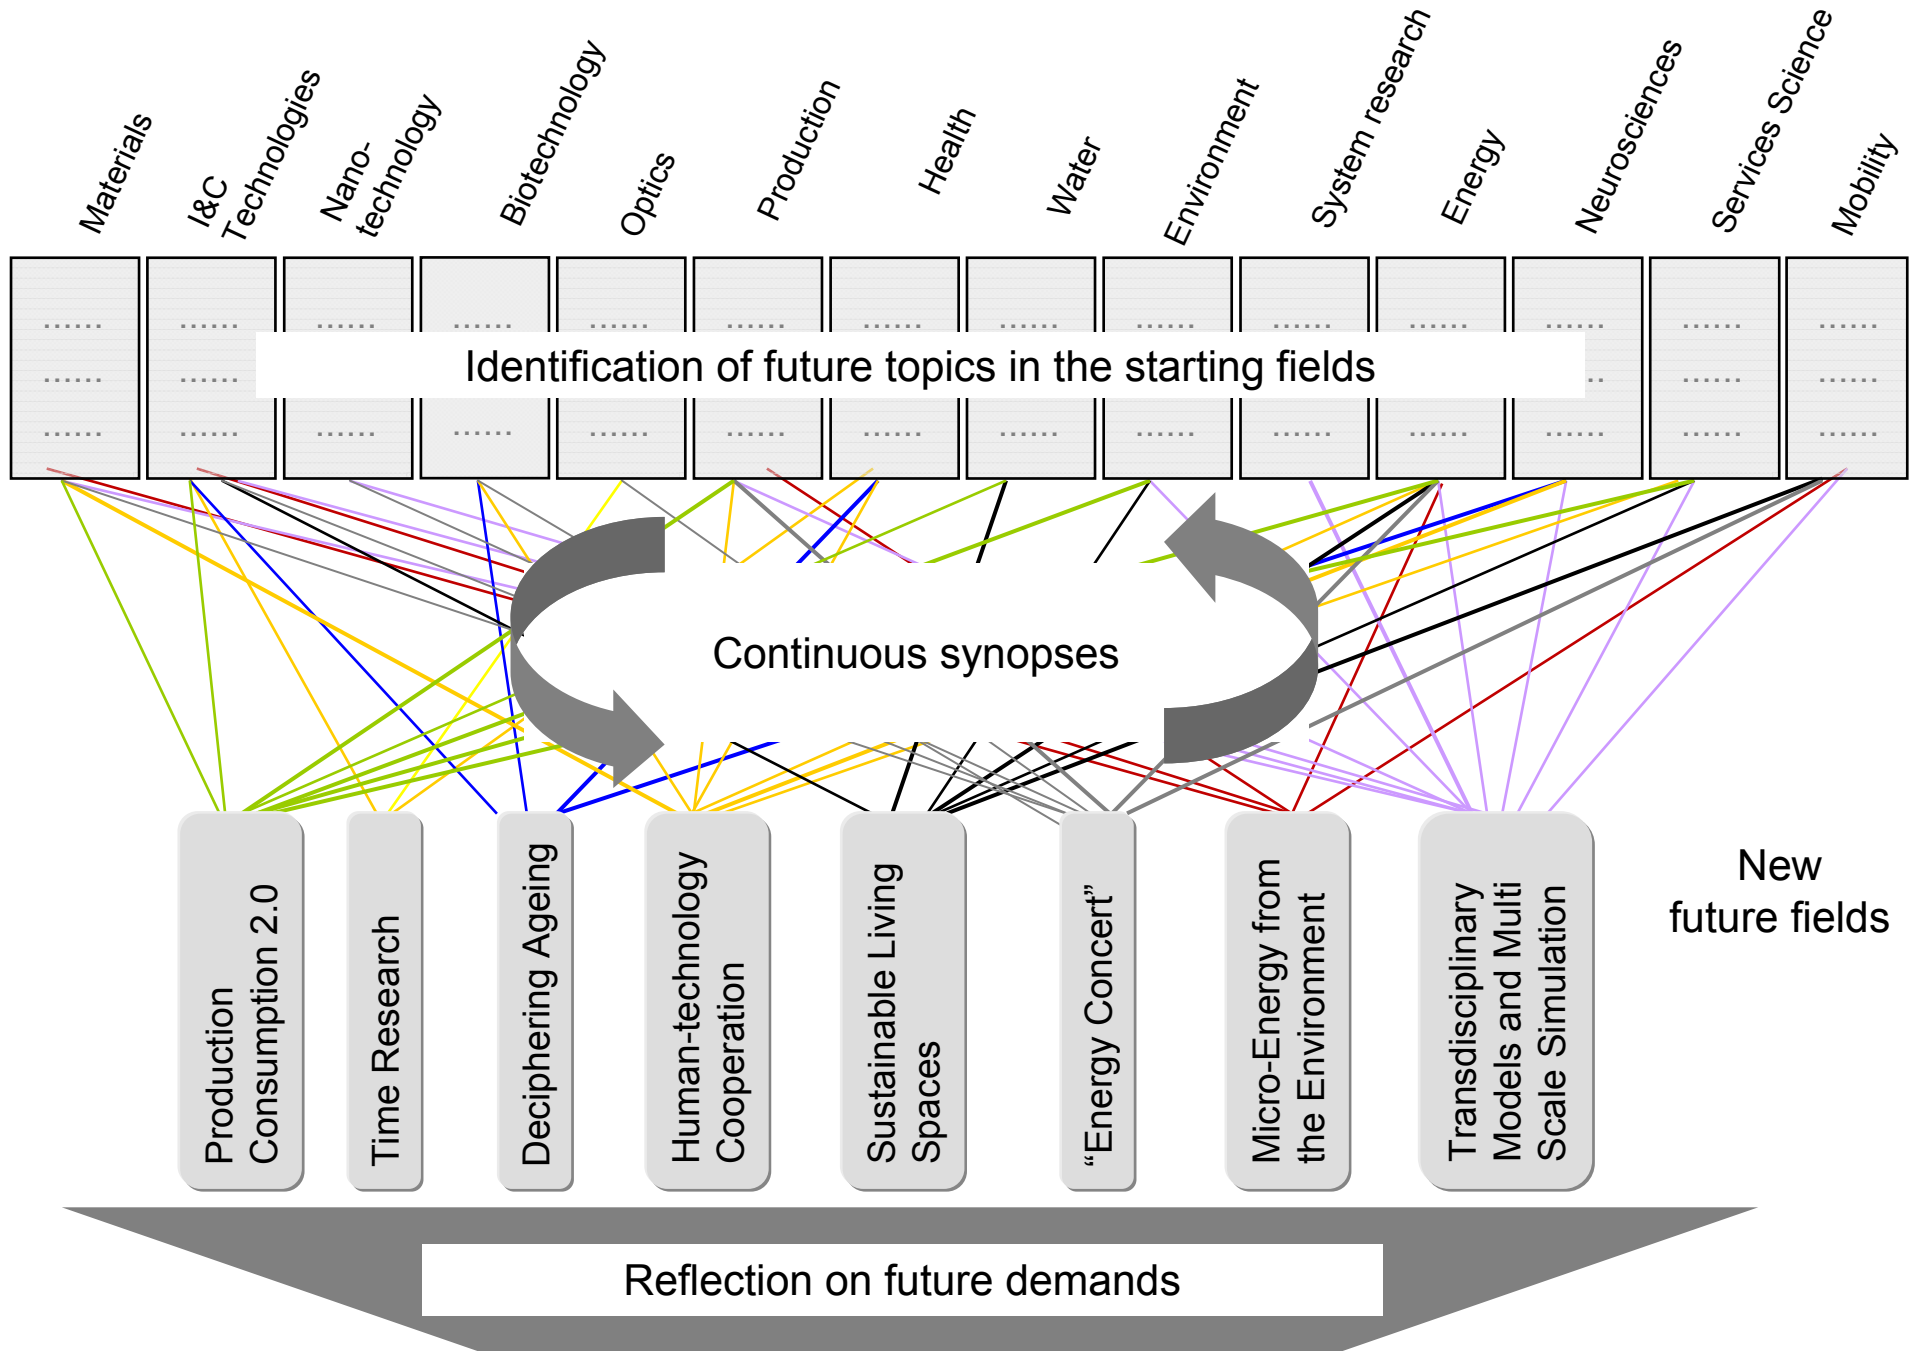 Materials
I&C
Technologies
Nano-
technology
Biotechnology
Optics
Production
Health
Water
Environment
System research
Energy
Neurosciences
Services Science
Mobility
...... ...... ...... ...... ...... ...... ...... ...... ...... ...... ...... ...... ...... ......
Identification of future topics in the starting fields
...... ...... ...... ...... ......
...... ...... ...... ...... ...... ...... ...... ...... ...... ...... ...... ...... ...... ......
Continuous synopses
Production
Consumption 2.0
Time Research
Deciphering Ageing
Human-technology
Cooperation
Sustainable Living
Spaces
“Energy Concert”
Micro-Energy from
the Environment
Transdisciplinary
Models and Multi
Scale Simulation
New
future fields
Reflection on future demands